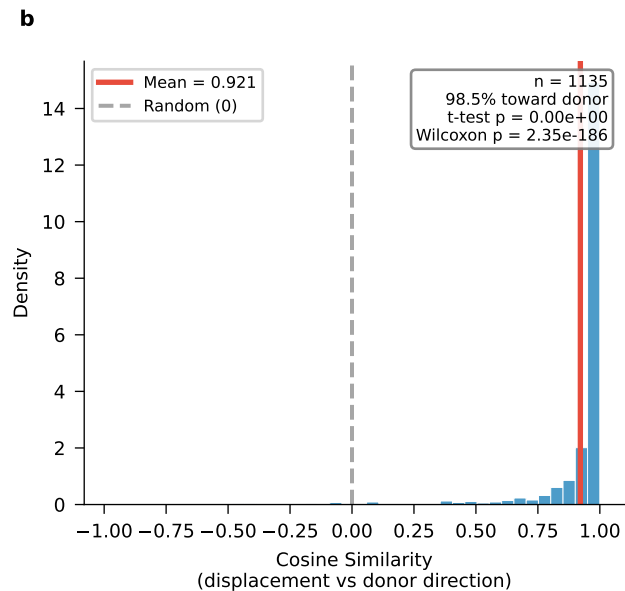 b
Mean = 0.921
Random (0)
n = 1135
98.5% toward donor
t-test p = 0.00e+00
Wilcoxon p = 2.35e-186
14
12
10
8
6
4
2
0
Density
−1.00 −0.75 −0.50 −0.25 0.00 0.25 0.50 0.75 1.00
Cosine Similarity
(displacement vs donor direction)